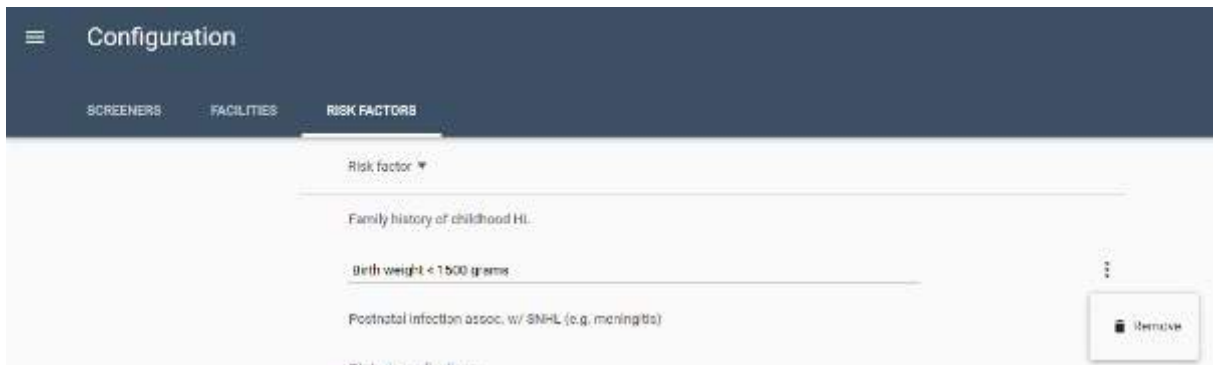 Configuration
SCREENERS FACILITIES RISK FACTORS
Risk factor
Family history of childhood HL
Birth weight < 1500 grams
Postnatal infection assoc. w/ SNHL (e.g. meningitis)
Remove